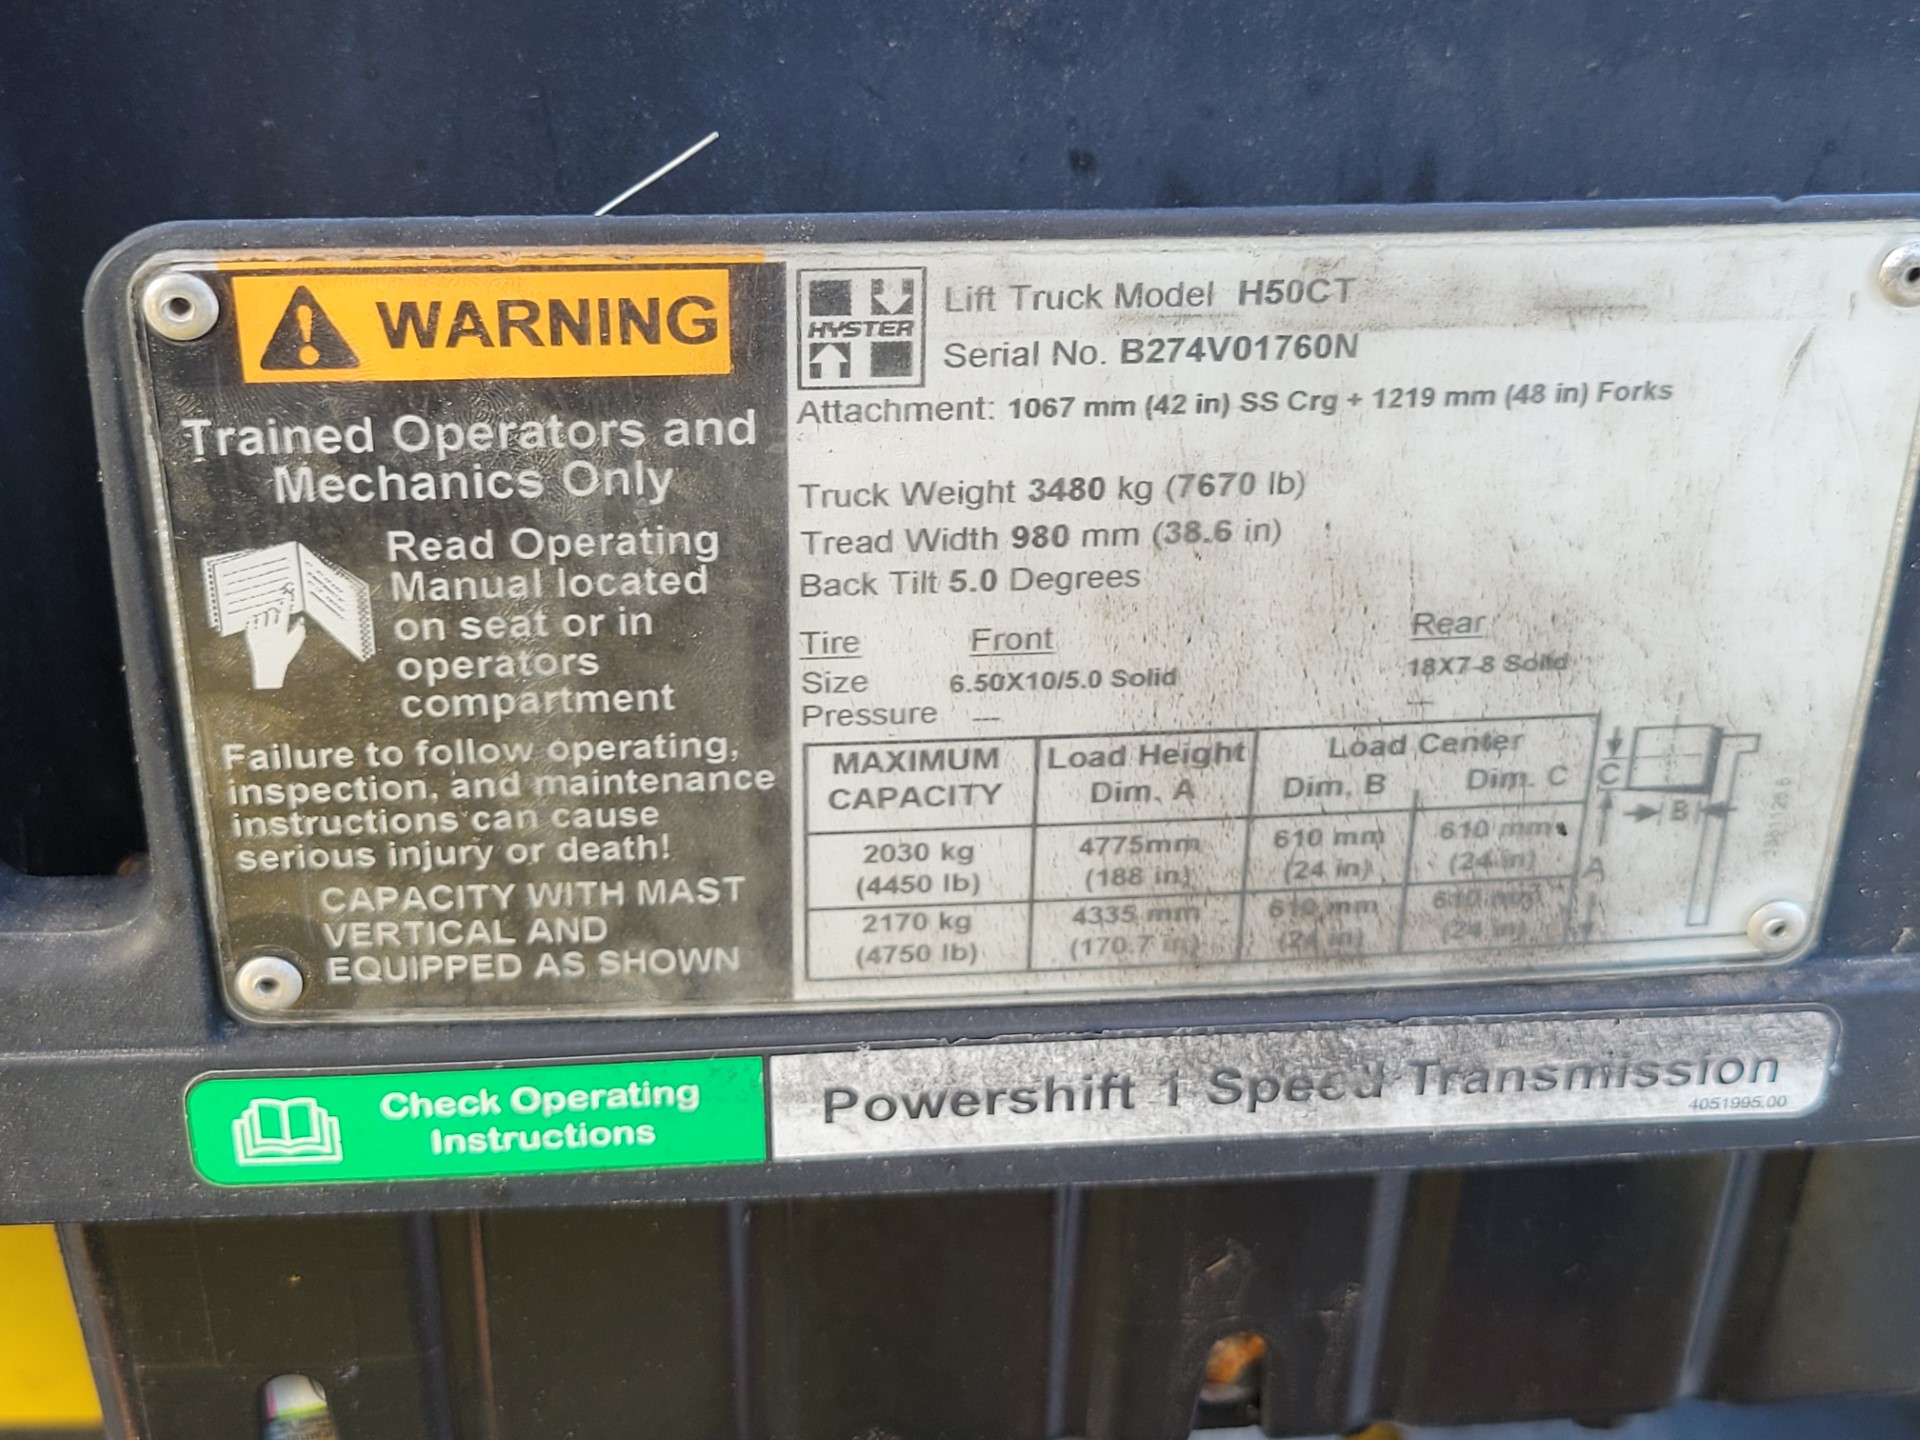 WARNING
Trained Operators and
Mechanics Only
Read Operating
Manual located
on seat or in
operators
compartment
Failure to follow operating,
inspection, and maintenance
instructions can cause
serious injury or death!
CAPACITY WITH MAST
VERTICAL AND
EQUIPPED AS SHOWN
HYSTER
Lift Truck Model H50CT
Serial No. B274V01760N
Attachment: 1067 mm (42 in) SS Crg + 1219 mm (48 in) Forks
Truck Weight 3480 kg (7670 lb)
Tread Width 980 mm (38.6 in)
Back Tilt 5.0 Degrees
Tire Front Rear
Size 6.50X10/5.0 Solid 18X7-8 Solid
Pressure — —
MAXIMUM Load Height Load Center
CAPACITY Dim. A Dim. B Dim. C
2030 kg 4775mm 610 mm 610 mm
(4450 lb) (188 in) (24 in) (24 in)
2170 kg 4335 mm 610 mm 610 mm
(4750 lb) (170.7 in) (24 in) (24 in)
C
B
A
Check Operating
Instructions
Powershift 1 Speed Transmission
4051995.00